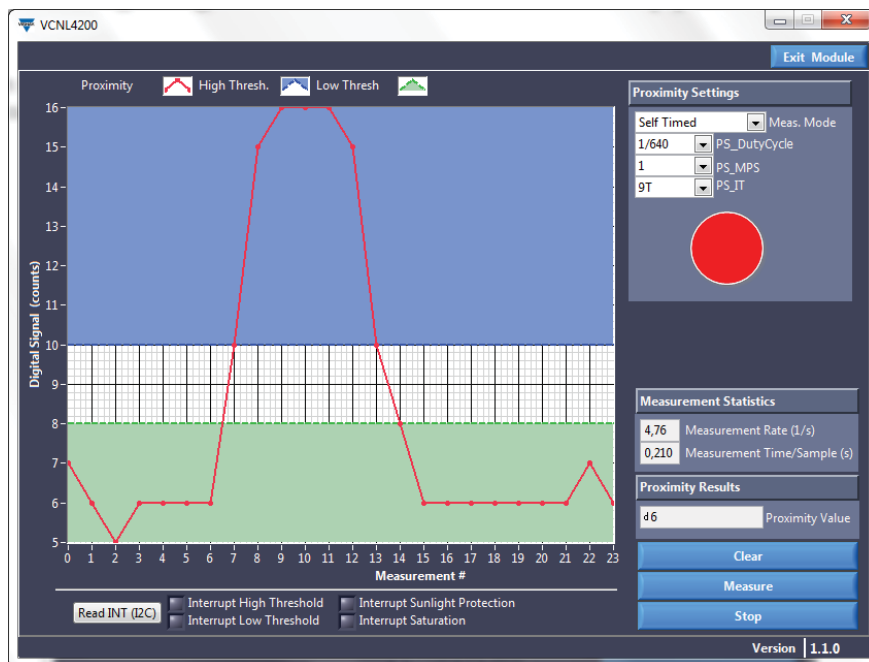 VCNL4200
Exit Module
Proximity High Thresh. Low Thresh
Digital Signal (counts)
16
15
14
13
12
11
10
9
8
7
6
5
0 1 2 3 4 5 6 7 8 9 10 11 12 13 14 15 16 17 18 19 20 21 22 23
Measurement #
Read INT (I2C)
Interrupt High Threshold
Interrupt Low Threshold
Interrupt Sunlight Protection
Interrupt Saturation
Proximity Settings
Self Timed Meas. Mode
1/640 PS_DutyCycle
1 PS_MPS
9T PS_IT
Measurement Statistics
4,76 Measurement Rate (1/s)
0,210 Measurement Time/Sample (s)
Proximity Results
d6 Proximity Value
Clear
Measure
Stop
Version 1.1.0